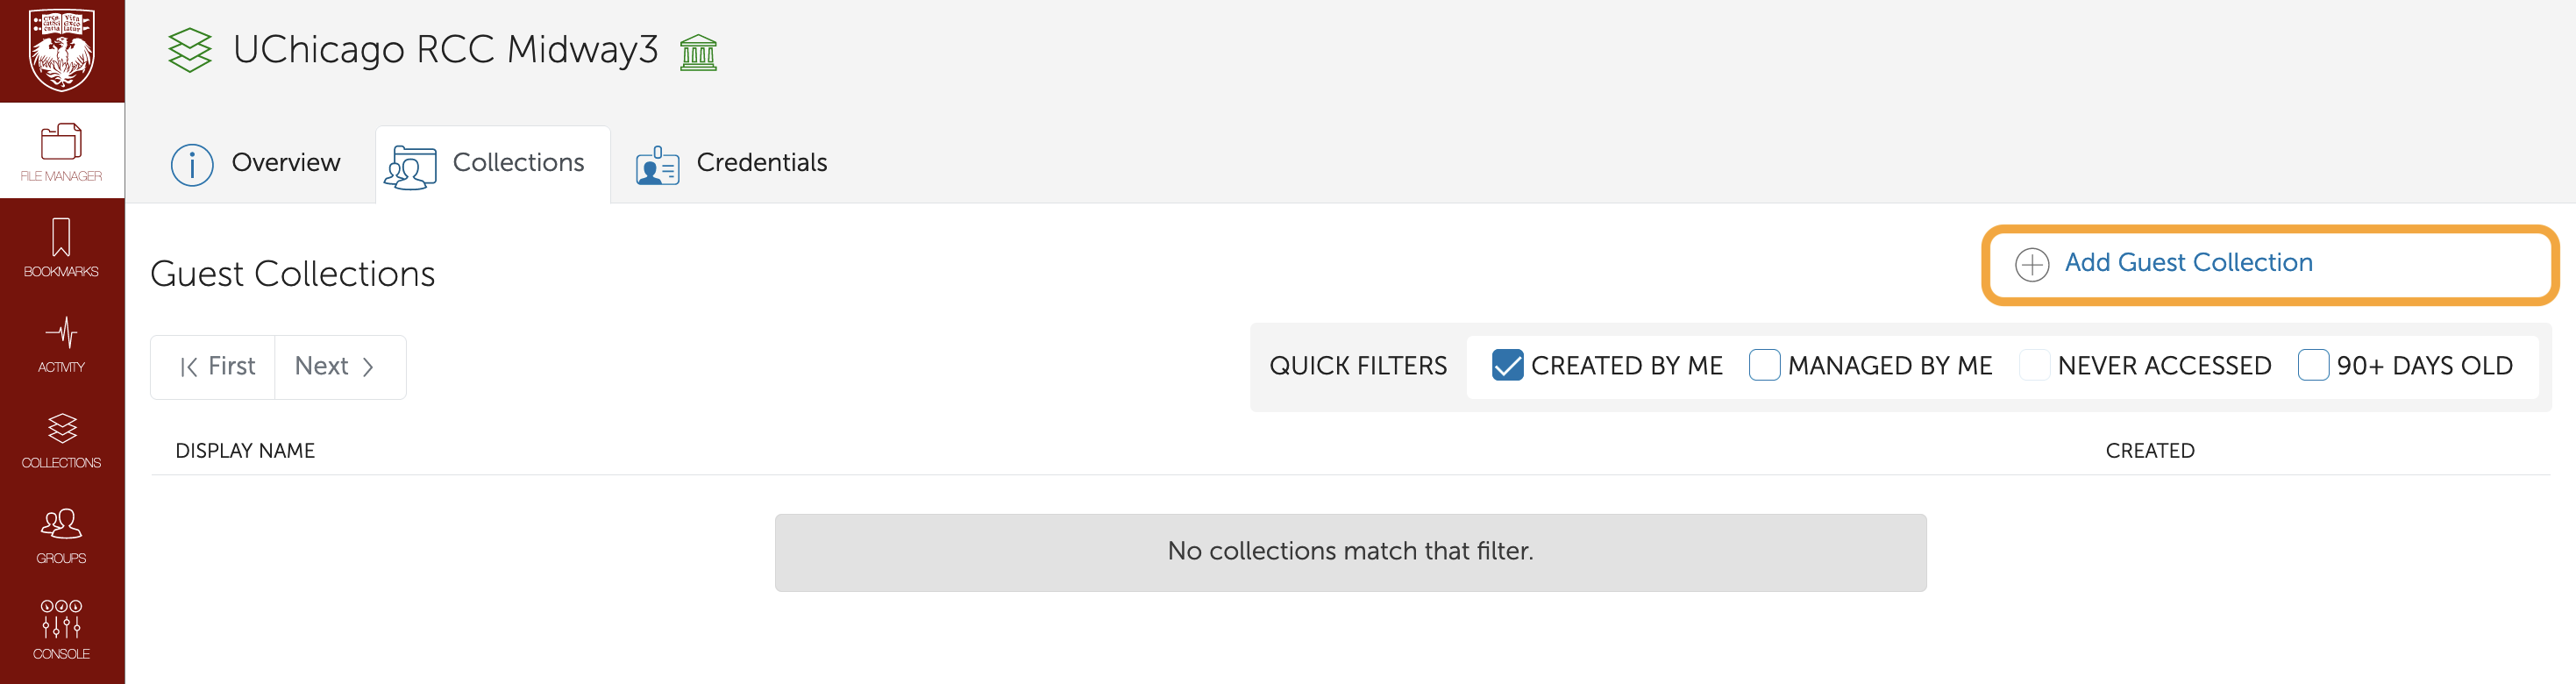 UChicago RCC Midway3
Overview
Collections
Credentials
FILE MANAGER
BOOKMARKS
ACTIVITY
COLLECTIONS
GROUPS
CONSOLE
Guest Collections
Add Guest Collection
First
Next
QUICK FILTERS
CREATED BY ME
MANAGED BY ME
NEVER ACCESSED
90+ DAYS OLD
DISPLAY NAME
CREATED
No collections match that filter.